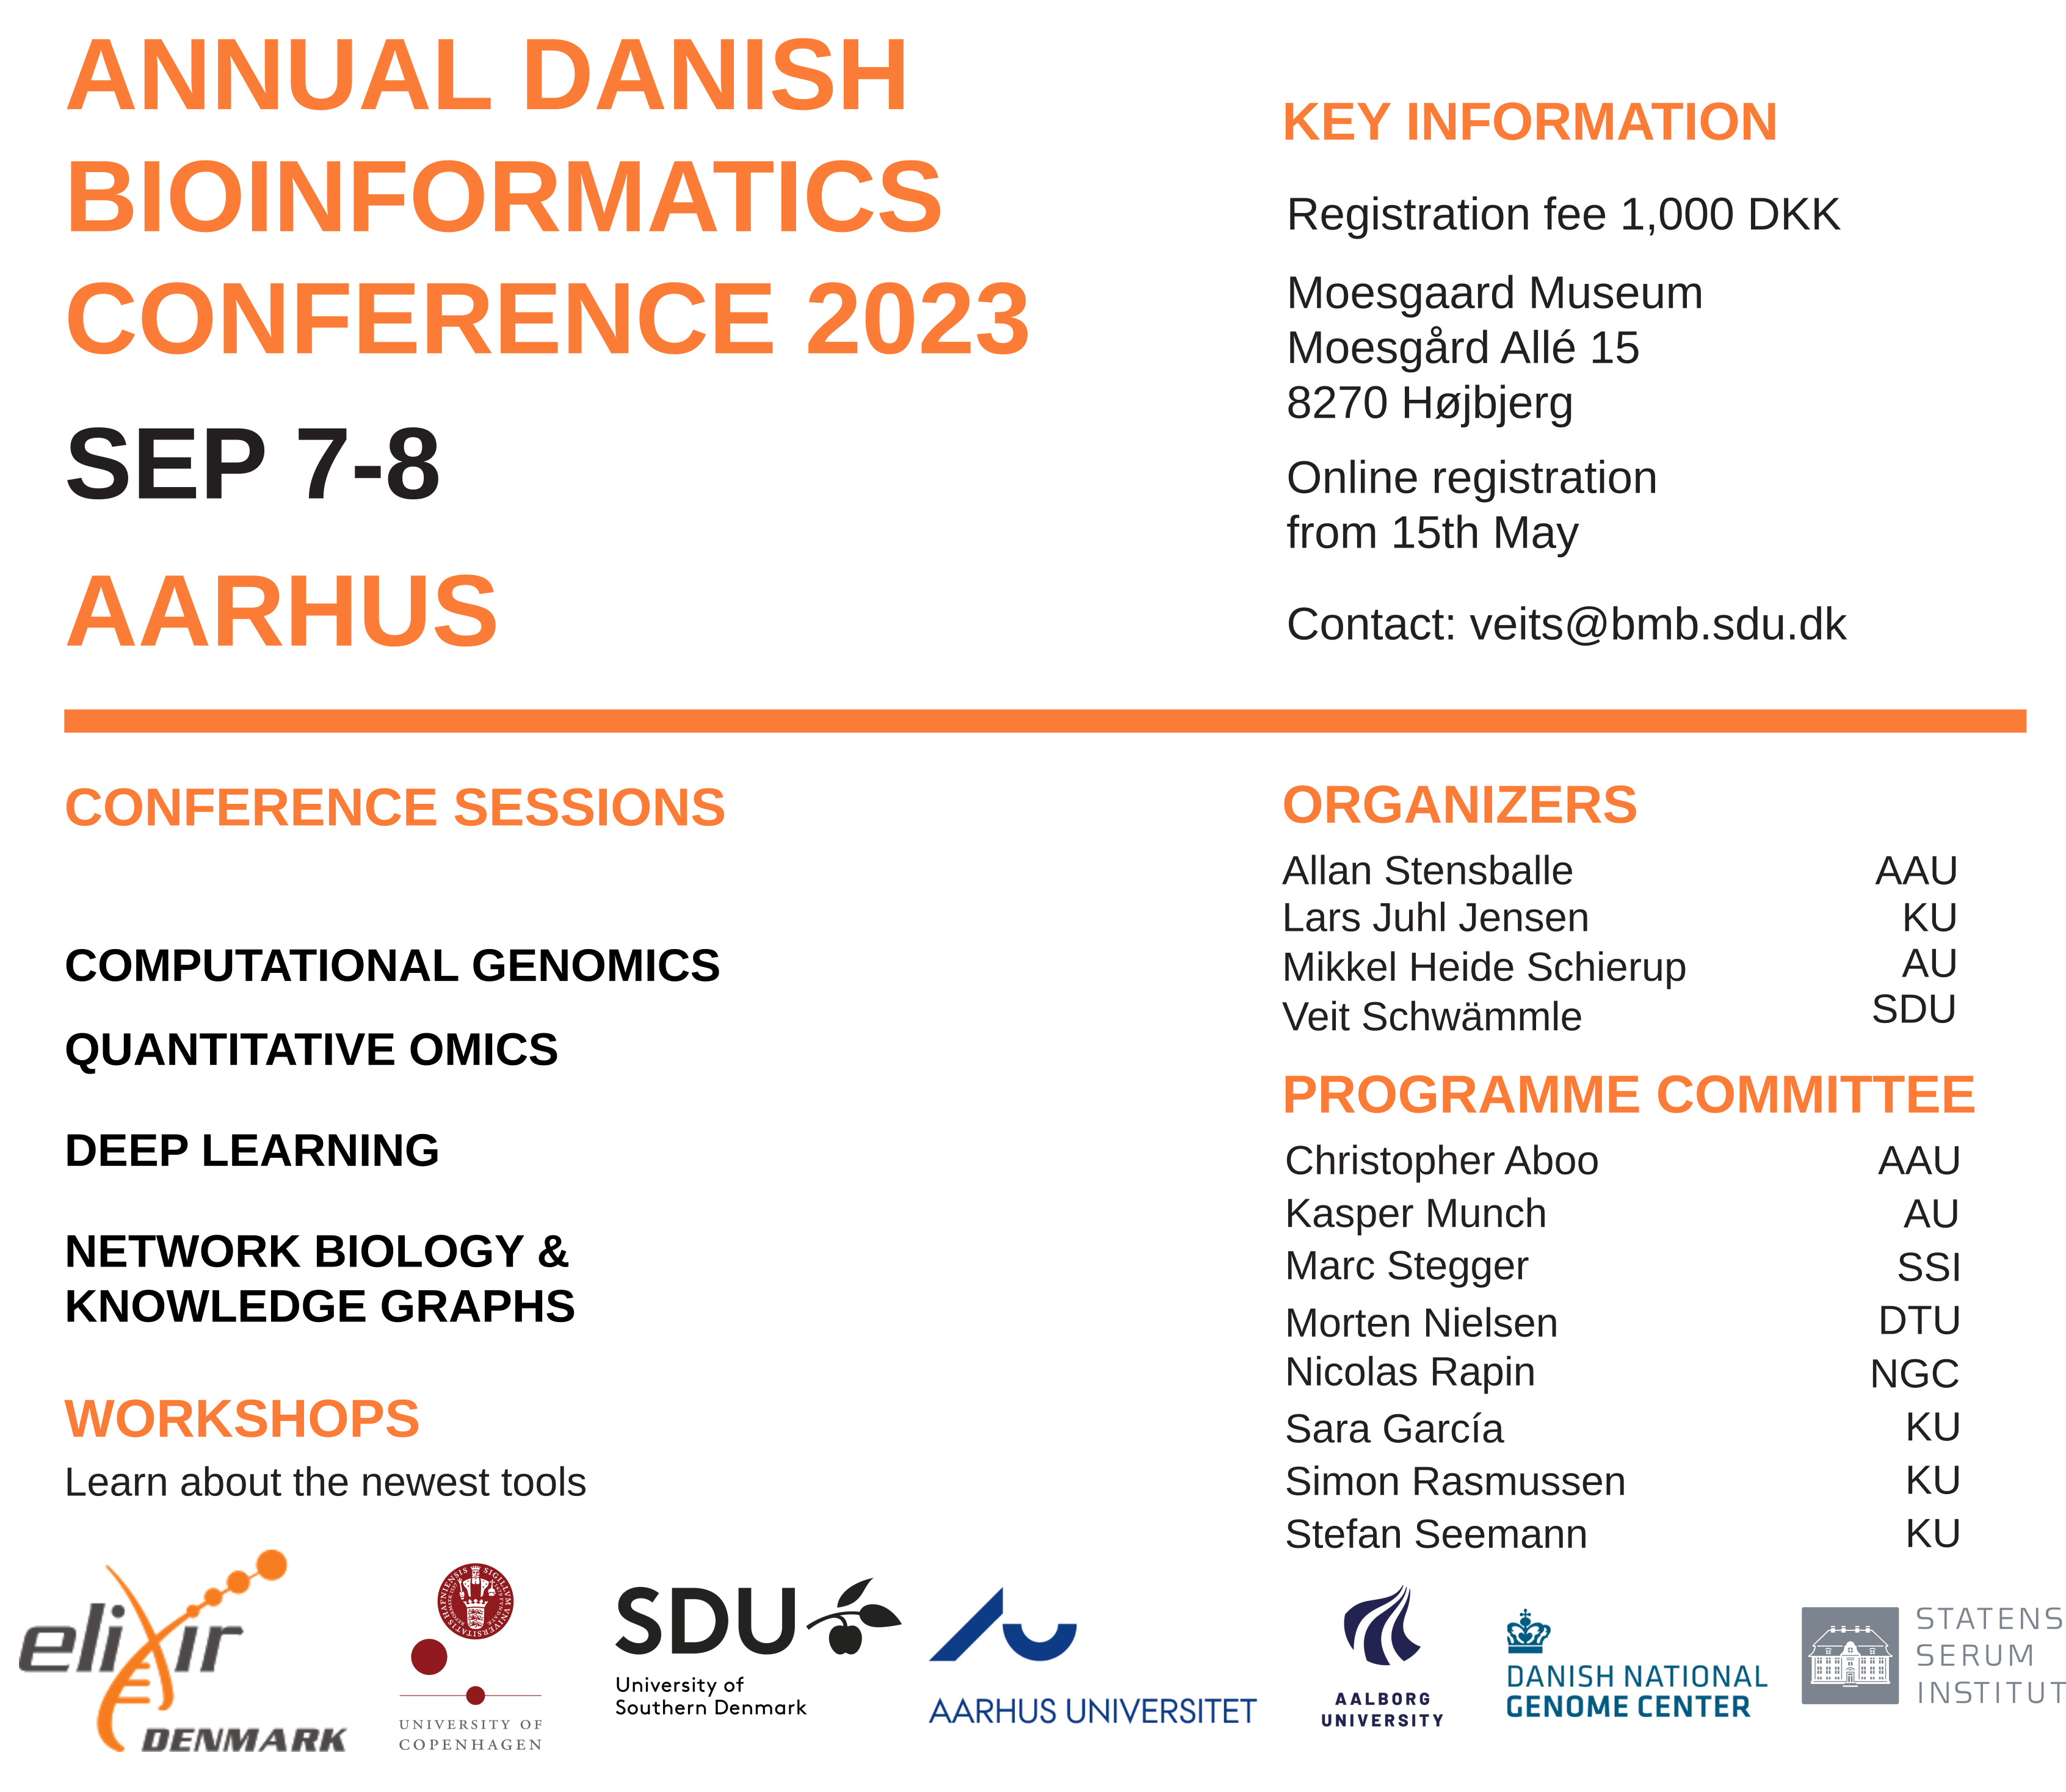 ANNUAL DANISH
BIOINFORMATICS
CONFERENCE 2023
SEP 7-8
AARHUS
KEY INFORMATION
Registration fee 1,000 DKK
Moesgaard Museum
Moesgård Allé 15
8270 Højbjerg
Online registration
from 15th May
Contact: veits@bmb.sdu.dk
CONFERENCE SESSIONS
COMPUTATIONAL GENOMICS
QUANTITATIVE OMICS
DEEP LEARNING
NETWORK BIOLOGY &
KNOWLEDGE GRAPHS
WORKSHOPS
Learn about the newest tools
ORGANIZERS
Allan Stensballe AAU
Lars Juhl Jensen KU
Mikkel Heide Schierup AU
Veit Schwämmle SDU
PROGRAMME COMMITTEE
Christopher Aboo AAU
Kasper Munch AU
Marc Stegger SSI
Morten Nielsen DTU
Nicolas Rapin NGC
Sara García KU
Simon Rasmussen KU
Stefan Seemann KU
elixir
DENMARK
UNIVERSITY OF
COPENHAGEN
SDU
University of
Southern Denmark
AARHUS UNIVERSITET
AALBORG
UNIVERSITY
DANISH NATIONAL
GENOME CENTER
STATENS
SERUM
INSTITUT